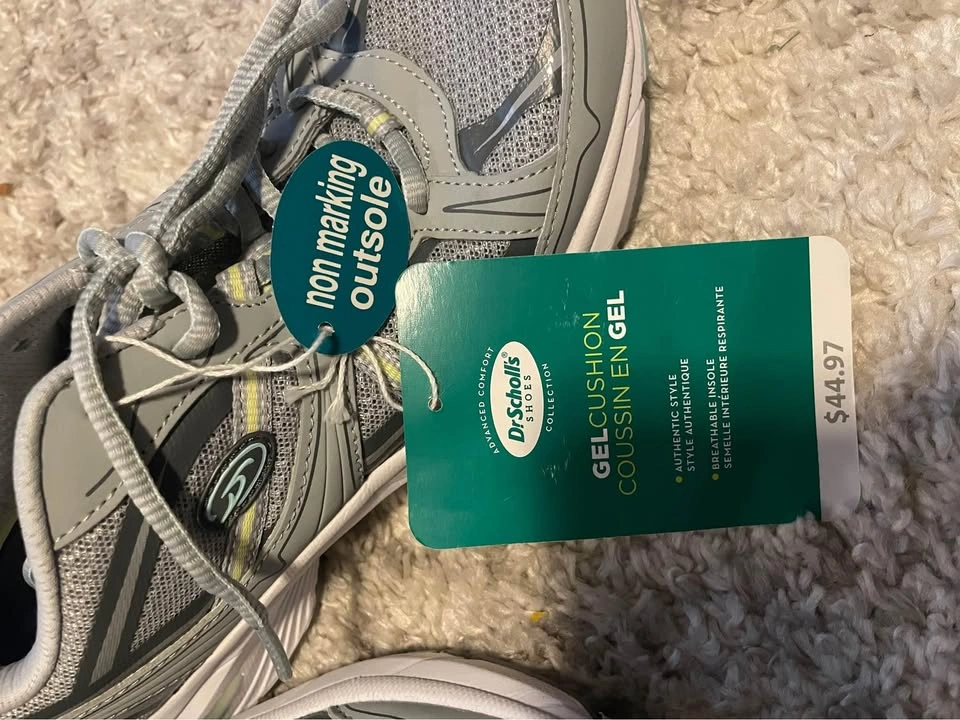 non marking
outsole
ADVANCED COMFORT
Dr.Scholl's®
SHOES
COLLECTION
GELCUSHION
COUSSIN EN GEL
• AUTHENTIC STYLE
STYLE AUTHENTIQUE
• BREATHABLE INSOLE
SEMELLE INTÉRIEURE RESPIRANTE
$44.97